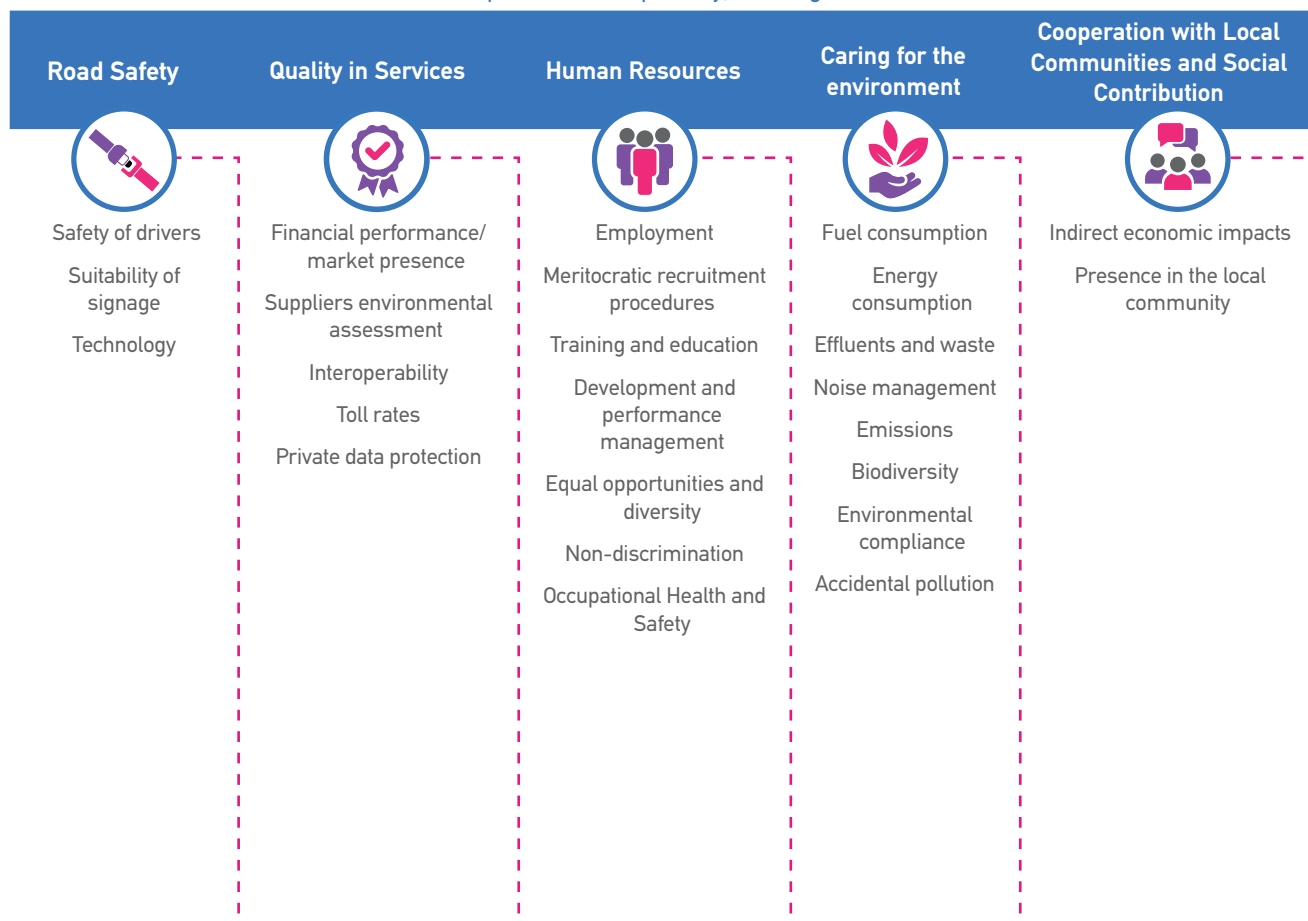 Road Safety
Quality in Services
Human Resources
Caring for the
environment
Cooperation with Local
Communities and Social
Contribution
Safety of drivers
Suitability of
signage
Technology
Financial performance/
market presence
Suppliers environmental
assessment
Interoperability
Toll rates
Private data protection
Employment
Meritocratic recruitment
procedures
Training and education
Development and
performance
management
Equal opportunities and
diversity
Non-discrimination
Occupational Health and
Safety
Fuel consumption
Energy
consumption
Effluents and waste
Noise management
Emissions
Biodiversity
Environmental
compliance
Accidental pollution
Indirect economic impacts
Presence in the local
community